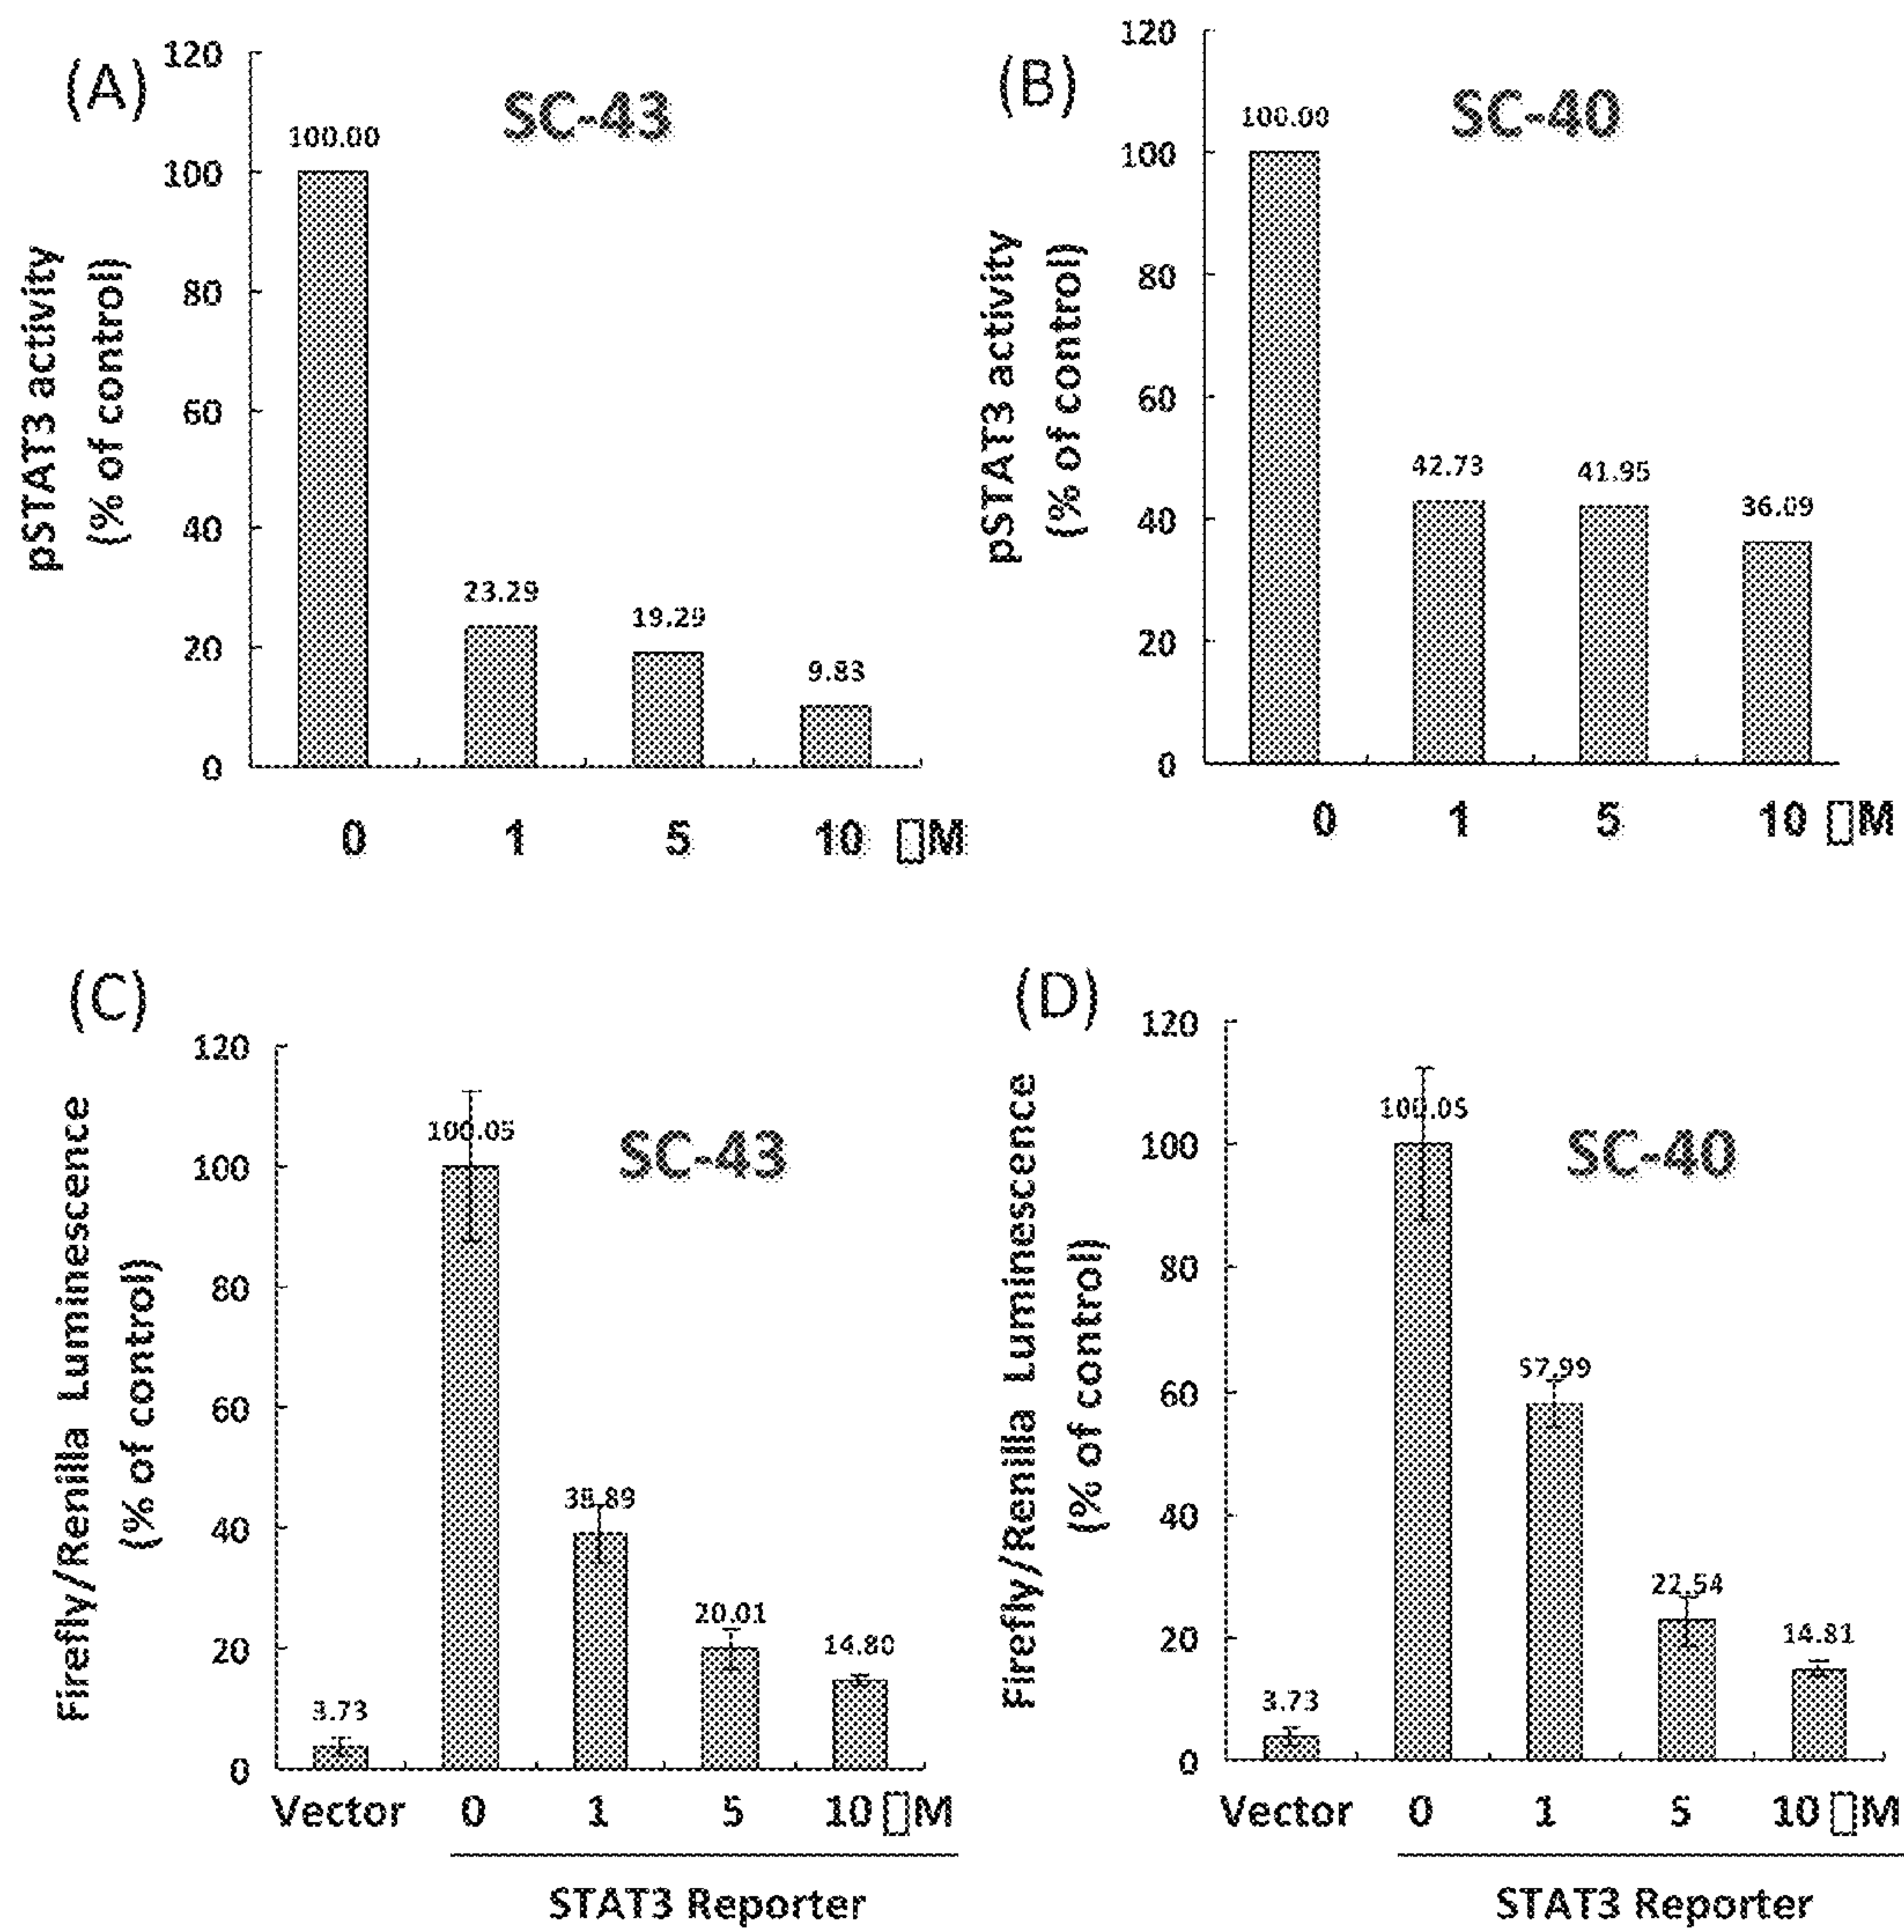 (A)
SC-43
pSTAT3 activity
(% of control)
120
100
80
60
40
20
0
100.00
23.29
19.29
9.83
0 1 5 10 μM
(B)
SC-40
pSTAT3 activity
(% of control)
120
100
80
60
40
20
0
100.00
42.73
41.95
36.09
0 1 5 10 M
(C)
SC-43
Firefly/Renilla Luminescence
(% of control)
120
100
80
60
40
20
0
3.73
100.05
20.01
14.80
Vector 0 1 5 10 M
STAT3 Reporter
(D)
SC-40
Firefly/Renilla Luminescence
(% of control)
120
100
80
60
40
20
0
3.73
100.05
57.99
22.54
14.81
Vector 0 1 5 10 M
STAT3 Reporter